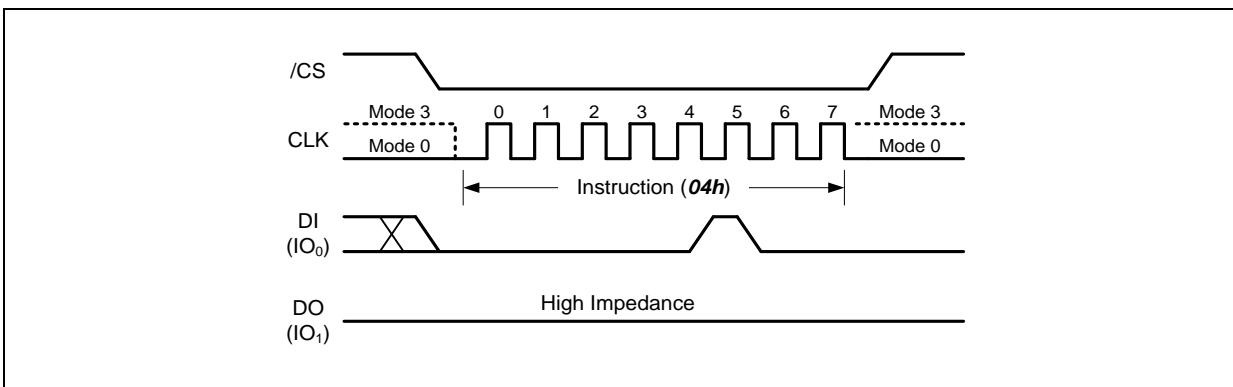 /CS
Mode 3 0 1 2 3 4 5 6 7 Mode 3
CLK
Mode 0 Mode 0
Instruction (04h)
DI
(IO₀)
High Impedance
DO
(IO₁)